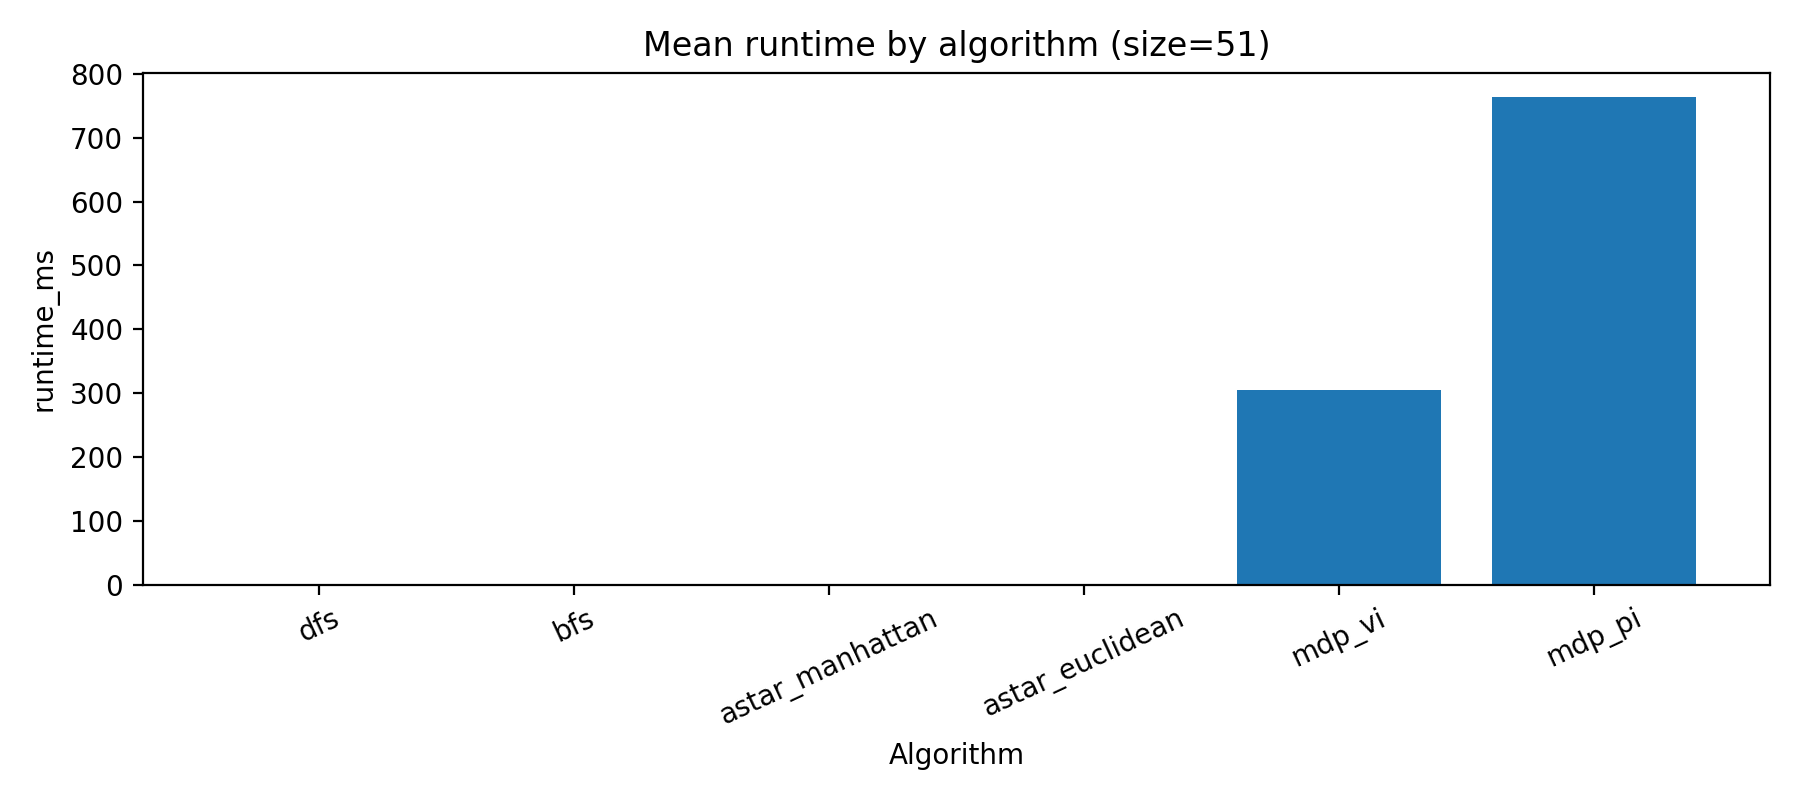 Mean runtime by algorithm (size=51)
800
700
600
500
400
300
200
100
0
runtime_ms
dfs
bfs
astar_manhattan
astar_euclidean
mdp_vi
mdp_pi
Algorithm